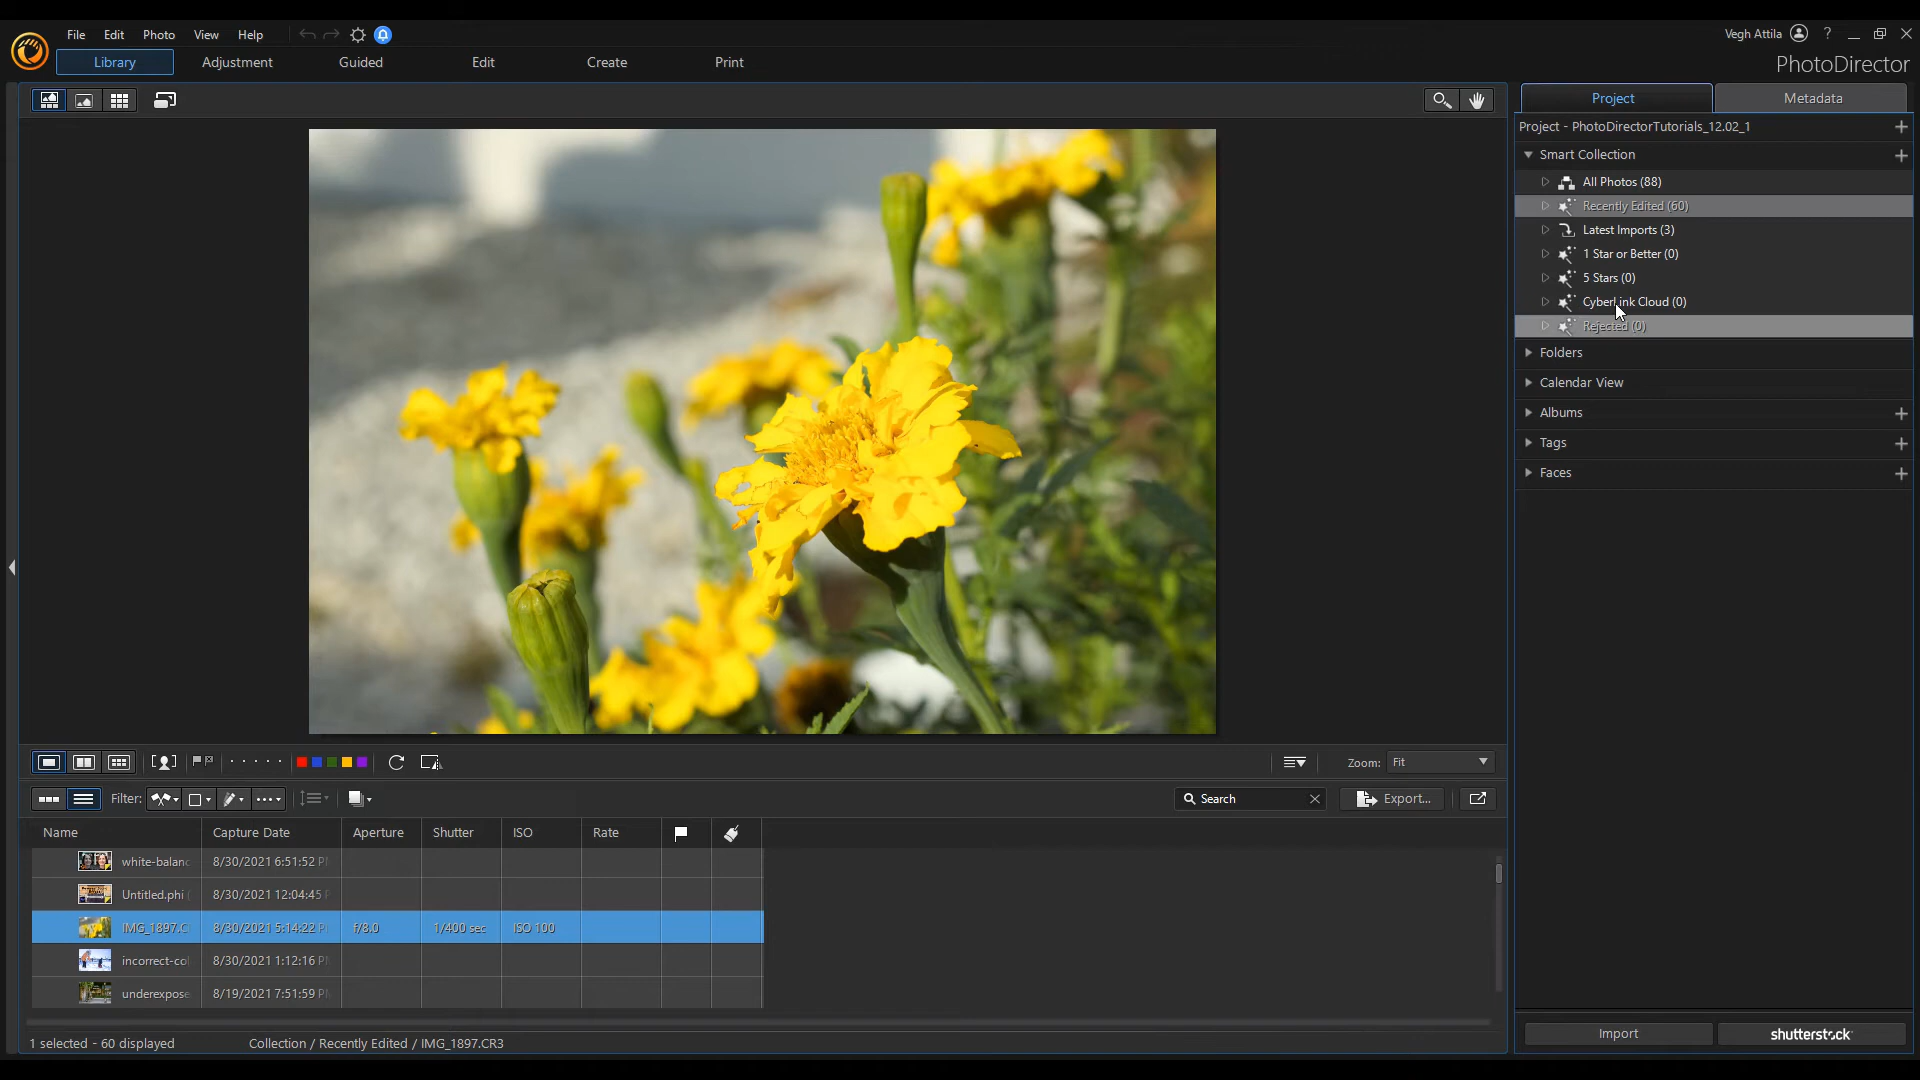 File Edit Photo View Help
Vegh Attila ?
Library Adjustment Guided Edit Create Print
PhotoDirector
Project Metadata
Project - PhotoDirectorTutorials_12.02_1
Smart Collection
All Photos (88)
Recently Edited (60)
Latest Imports (3)
1 Star or Better (0)
5 Stars (0)
CyberLink Cloud (0)
Rejected (0)
Folders
Calendar View
Albums
Tags
Faces
Zoom: Fit
Filter: Search Export...
Name Capture Date Aperture Shutter ISO Rate
white-balanc 8/30/2021 6:51:52 P
Untitled.phi 8/30/2021 12:04:45 P
IMG_1897.C 8/30/2021 5:14:22 P f/8.0 1/400 sec ISO 100
incorrect-co 8/30/2021 1:12:16 PM
underexpose 8/19/2021 7:51:59 PM
1 selected - 60 displayed Collection / Recently Edited / IMG_1897.CR3
Import shutterstock